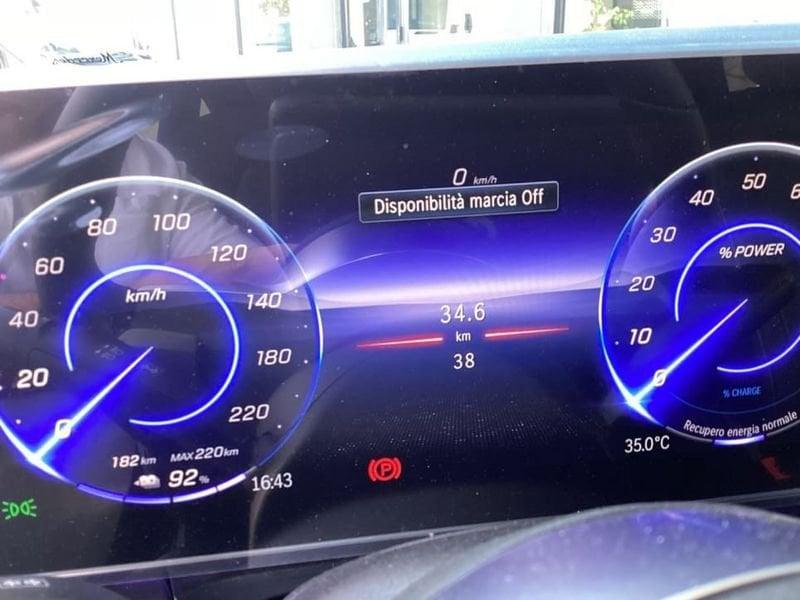 0 km/h
Disponibilità marcia Off
80
100
60
120
km/h
40
140
20
180
0
220
182 km
MAX 220 km
92 %
16:43
34.6
km
38
P
50
40
6
30
% POWER
20
10
0
% CHARGE
Recupero energia normale
35.0°C